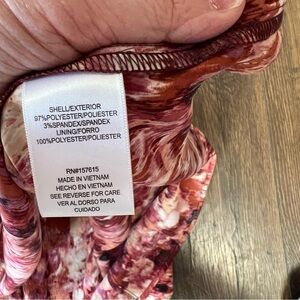 SHELL/EXTERIOR
97%POLYESTER/POLIESTER
3%SPANDEX/SPANDEX
LINING/FORRO
100%POLYESTER/POLIESTER
RN#157615
MADE IN VIETNAM
HECHO EN VIETNAM
SEE REVERSE FOR CARE
VER AL DORSO PARA
CUIDADO